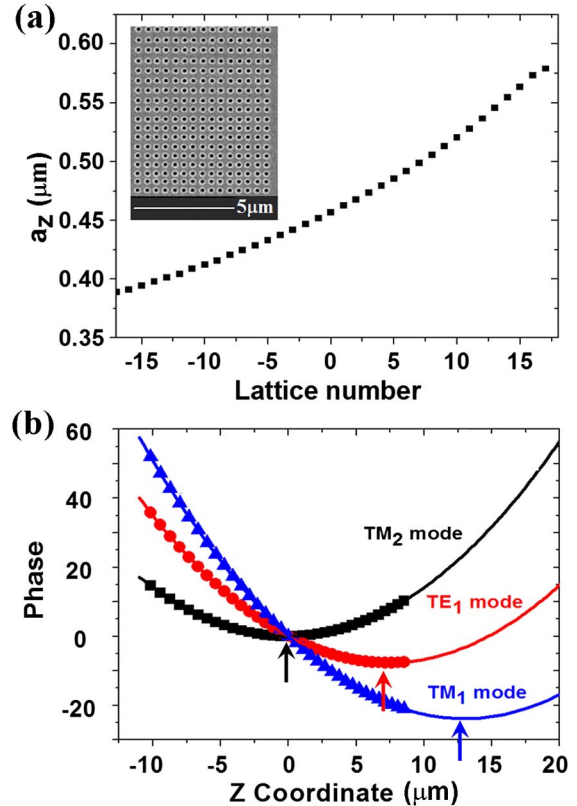 (a)
0.60
0.55
0.50
0.45
0.40
0.35
az (μm)
5μm
-15 -10 -5 0 5 10 15
Lattice number
(b)
60
40
20
0
-20
Phase
TM2 mode
TE1 mode
TM1 mode
-10 -5 0 5 10 15 20
Z Coordinate (μm)